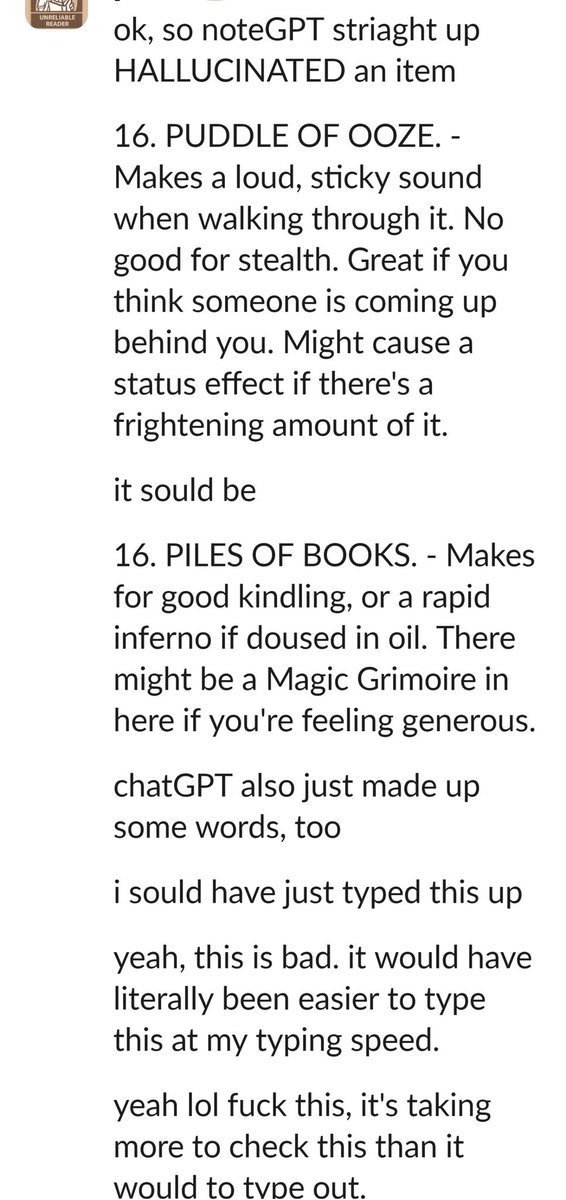 UNRELIABLE
READER
ok, so noteGPT striaght up
HALLUCINATED an item
16. PUDDLE OF OOZE. -
Makes a loud, sticky sound
when walking through it. No
good for stealth. Great if you
think someone is coming up
behind you. Might cause a
status effect if there's a
frightening amount of it.
it sould be
16. PILES OF BOOKS. - Makes
for good kindling, or a rapid
inferno if doused in oil. There
might be a Magic Grimoire in
here if you're feeling generous.
chatGPT also just made up
some words, too
i sould have just typed this up
yeah, this is bad. it would have
literally been easier to type
this at my typing speed.
yeah lol fuck this, it's taking
more to check this than it
would to type out.